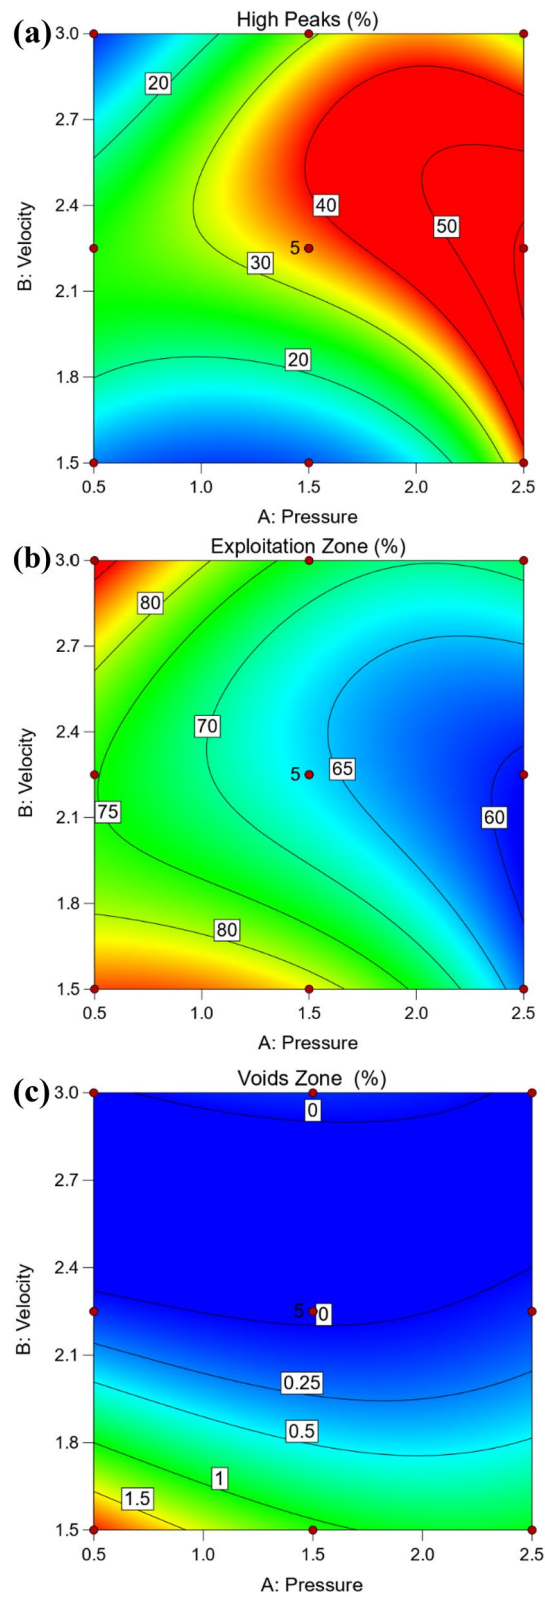 (a) High Peaks (%)
3.0
2.7
2.4
2.1
1.8
1.5
B: Velocity
20
40
50
5
30
20
0.5 1.0 1.5 2.0 2.5
A: Pressure
(b) Exploitation Zone (%)
3.0
2.7
2.4
2.1
1.8
1.5
B: Velocity
80
70
5 65
75 60
80
0.5 1.0 1.5 2.0 2.5
A: Pressure
(c) Voids Zone (%)
3.0
2.7
2.4
2.1
1.8
1.5
B: Velocity
0
5 0
0.25
0.5
1
1.5
0.5 1.0 1.5 2.0 2.5
A: Pressure